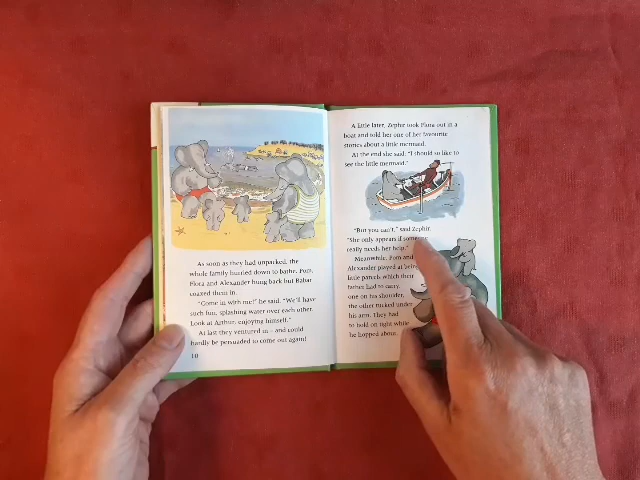 As soon as they had unpacked, the
whole family hurried down to bathe. Pom,
Flora and Alexander hung back but Babar
coaxed them in.
"Come in with me!" he said. "We'll have
such fun, splashing water over each other.
Look at Arthur, enjoying himself."
At last they ventured in – and could
hardly be persuaded to come out again!
10
A little later, Zephir took Flora out in a
boat and told her one of her favourite
stories about a little mermaid.
At the end she said, "I should so like to
see the little mermaid."
"But you can't," said Zephir.
"She only appears if someone
really needs her help."
Meanwhile, Pom and
Alexander played at being
little parcels which their
father had to carry,
one on his shoulder,
the other tucked under
his arm. They had
to hold on tight while
he hopped about.